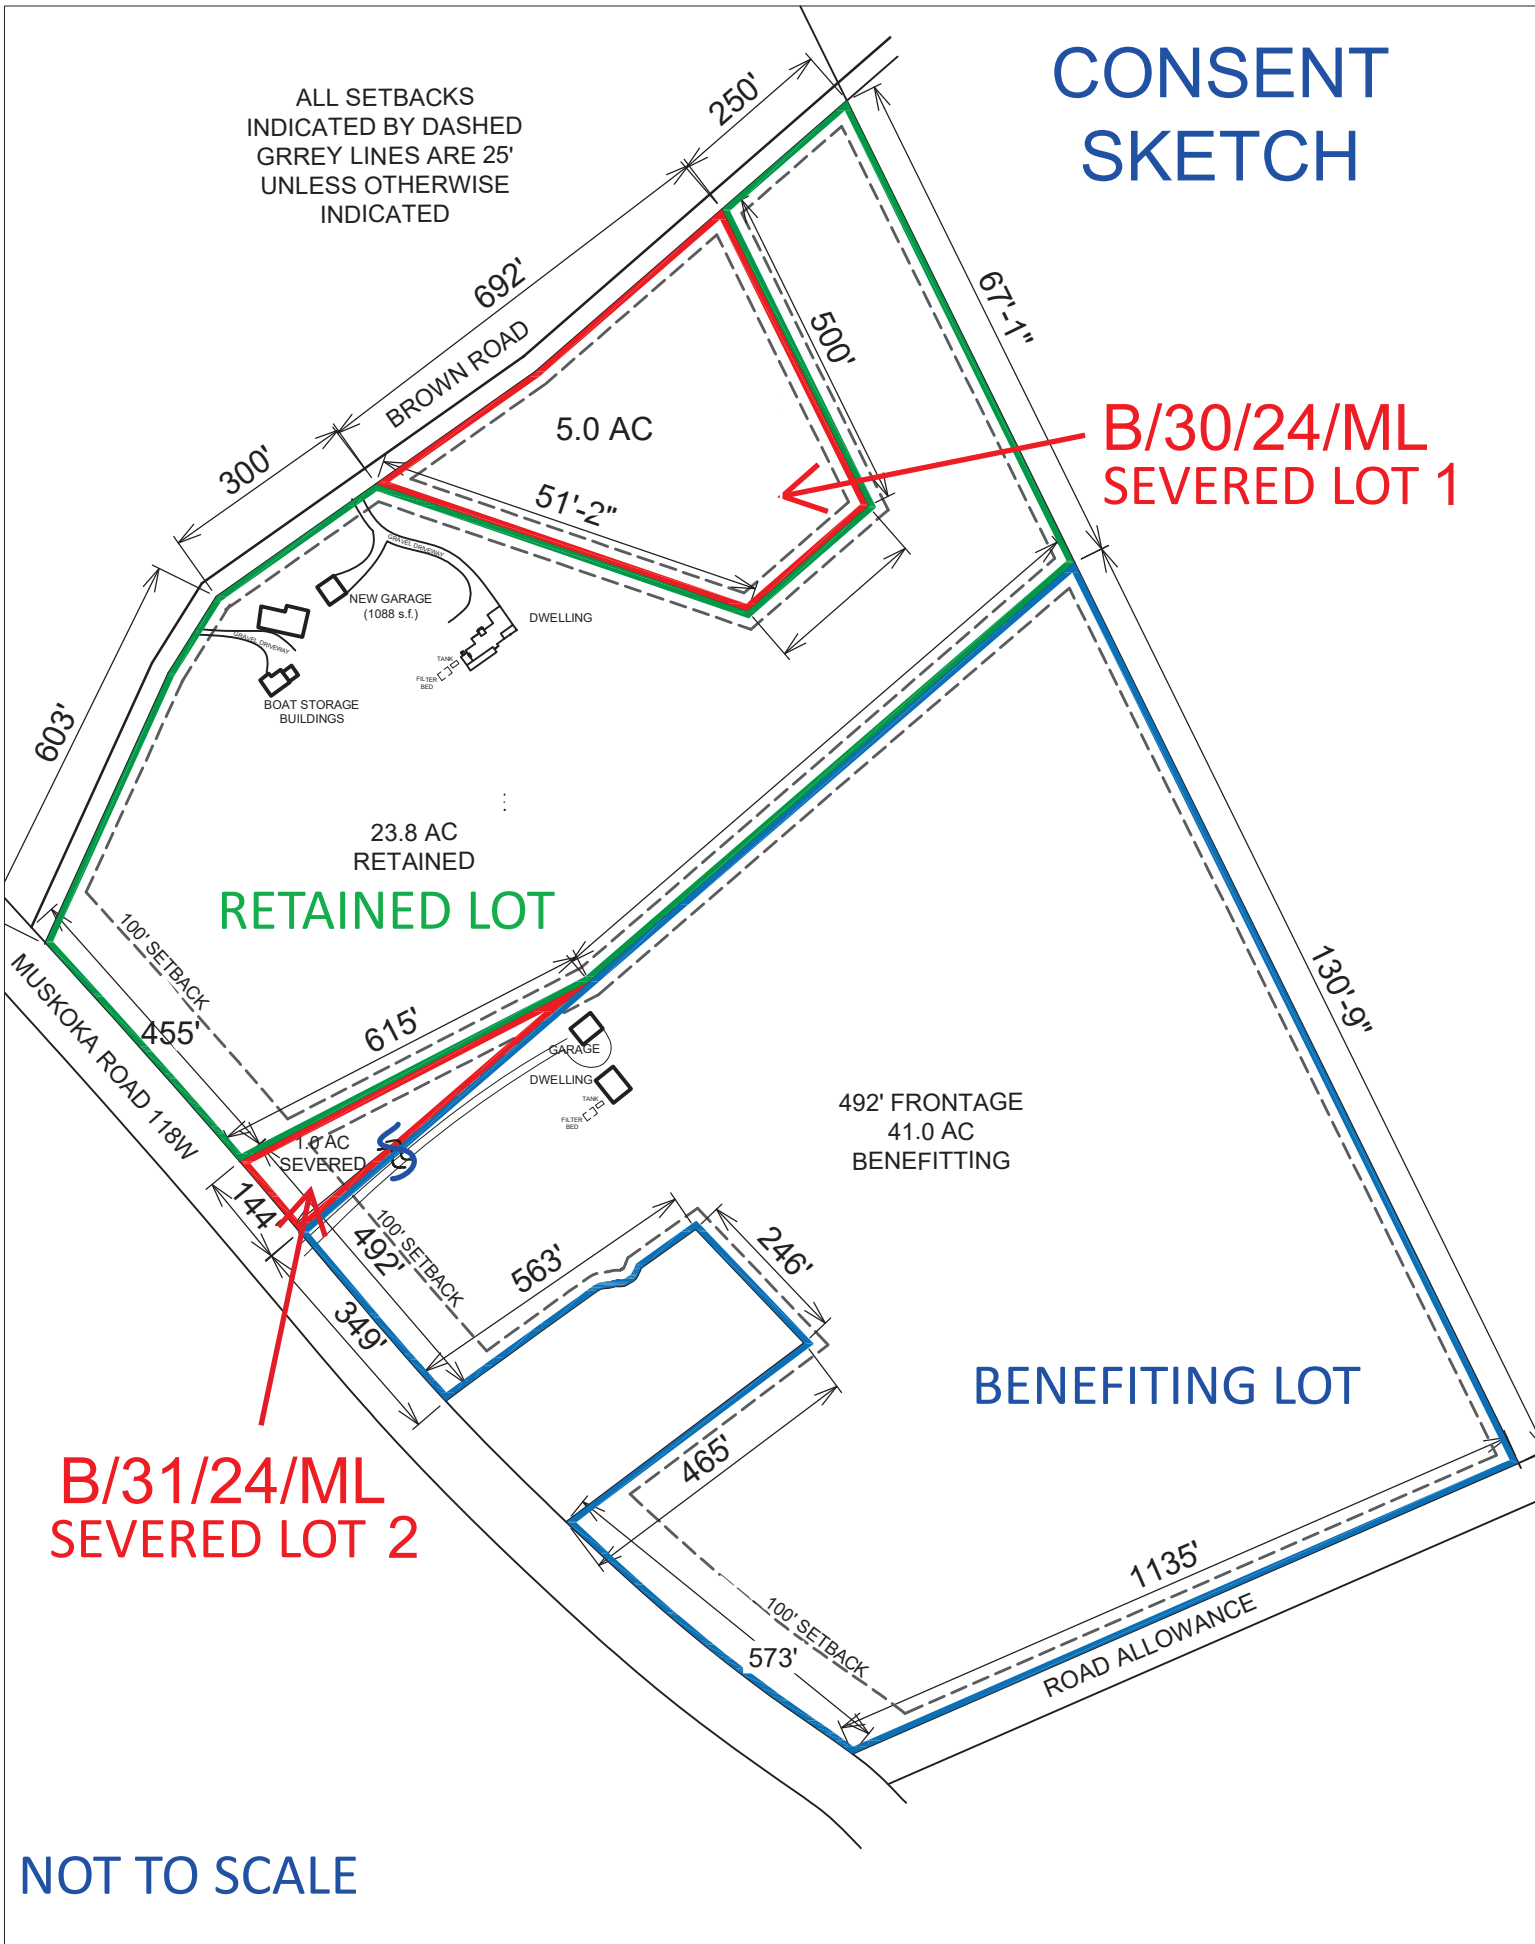 CONSENT
SKETCH
ALL SETBACKS
INDICATED BY DASHED
GRREY LINES ARE 25'
UNLESS OTHERWISE
INDICATED
250'
692'
BROWN ROAD
67'-1"
500'
5.0 AC
B/30/24/ML
SEVERED LOT 1
300'
51'-2"
GRAVEL DRIVEWAY
NEW GARAGE
(1088 s.f.)
DWELLING
GRAVEL DRIVEWAY
TANK
FILTER
BED
BOAT STORAGE
BUILDINGS
603'
23.8 AC
RETAINED
RETAINED LOT
100' SETBACK
MUSKOKA ROAD 118W
455'
615'
130'-9"
GARAGE
DWELLING
TANK
FILTER
BED
492' FRONTAGE
41.0 AC
BENEFITTING
1.0 AC
SEVERED
144'
492'
100' SETBACK
563'
246'
349'
BENEFITING LOT
465'
B/31/24/ML
SEVERED LOT 2
1135'
100' SETBACK
573'
ROAD ALLOWANCE
NOT TO SCALE